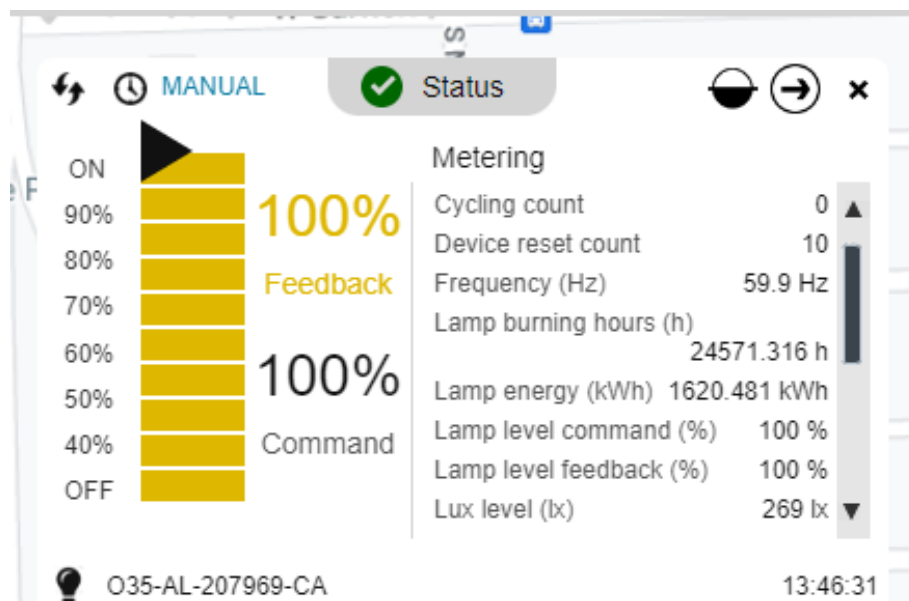 MANUAL
Status
ON
90%
80%
70%
60%
50%
40%
OFF
100%
Feedback
100%
Command
Metering
Cycling count 0
Device reset count 10
Frequency (Hz) 59.9 Hz
Lamp burning hours (h)
24571.316 h
Lamp energy (kWh) 1620.481 kWh
Lamp level command (%) 100 %
Lamp level feedback (%) 100 %
Lux level (lx) 269 lx
O35-AL-207969-CA 13:46:31